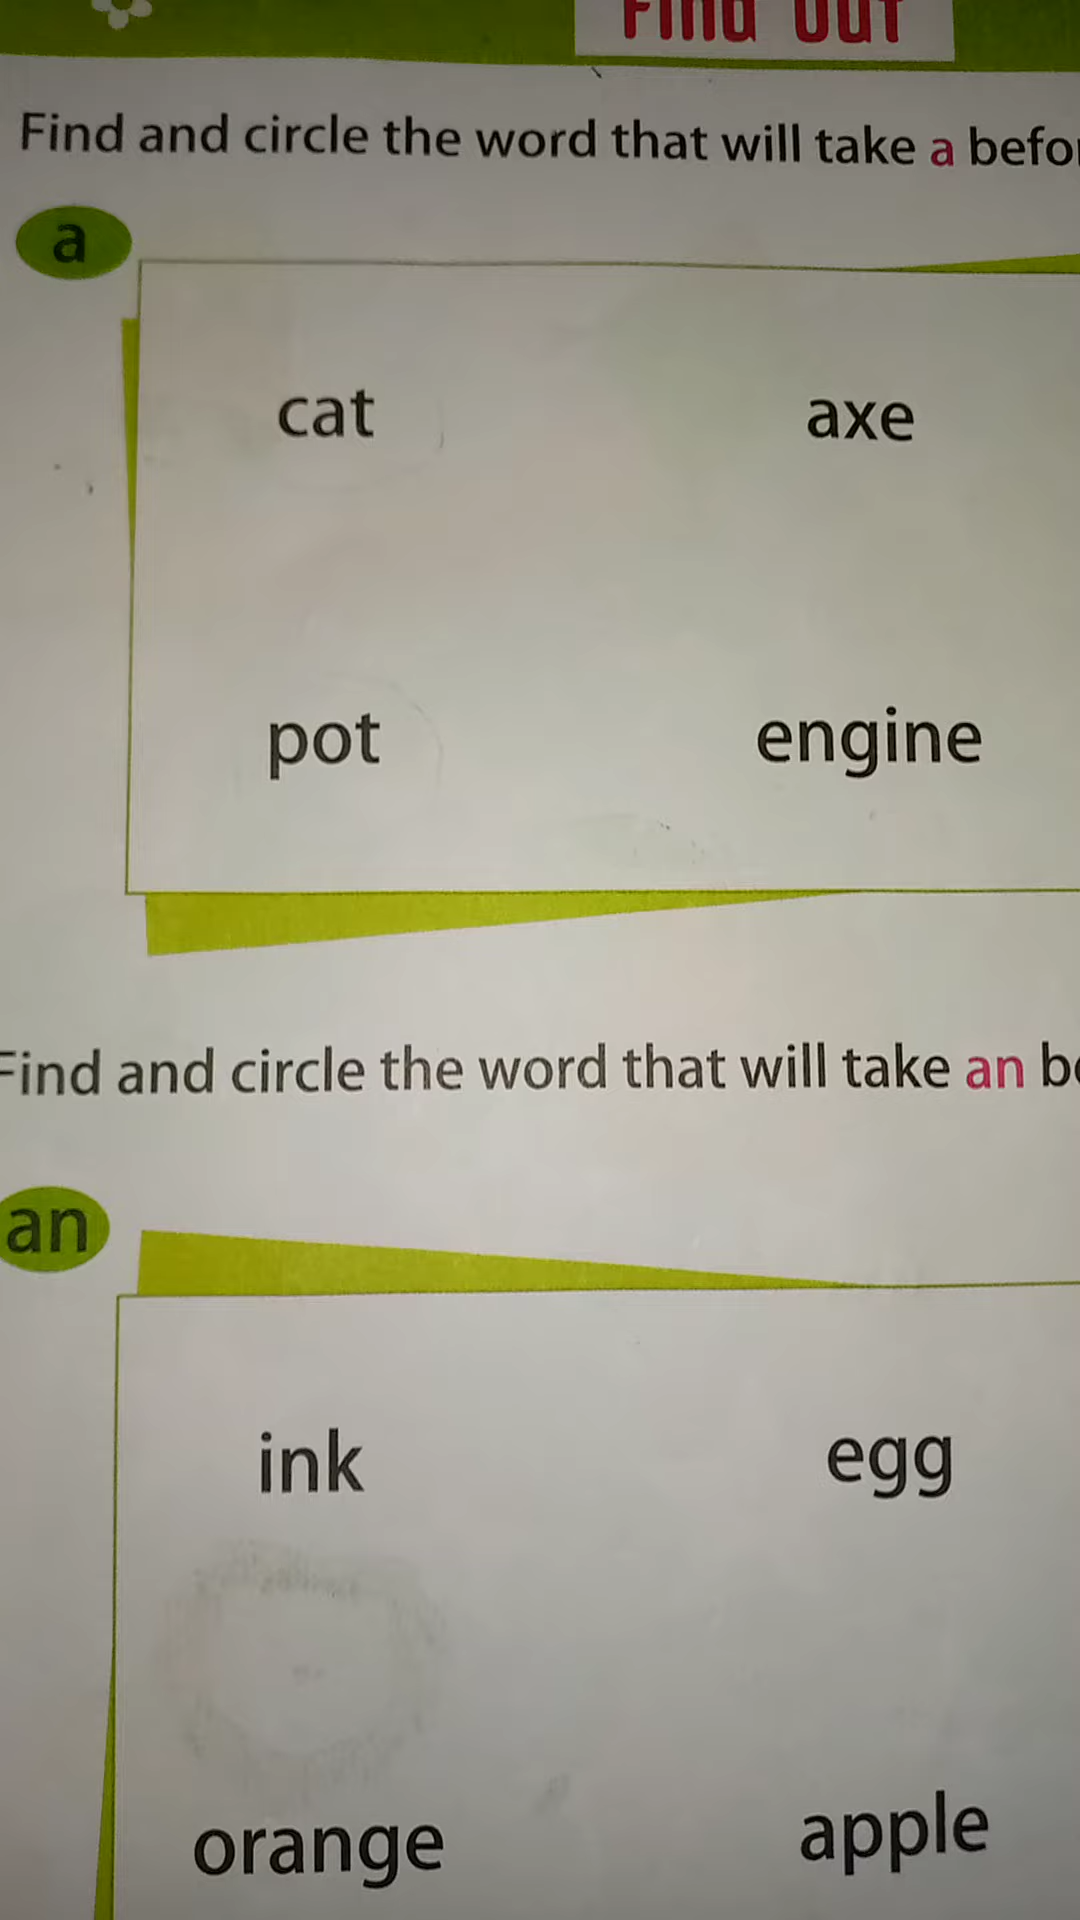 Find Out
Find and circle the word that will take a befo
a
cat axe
pot engine
Find and circle the word that will take an b
an
ink egg
orange apple